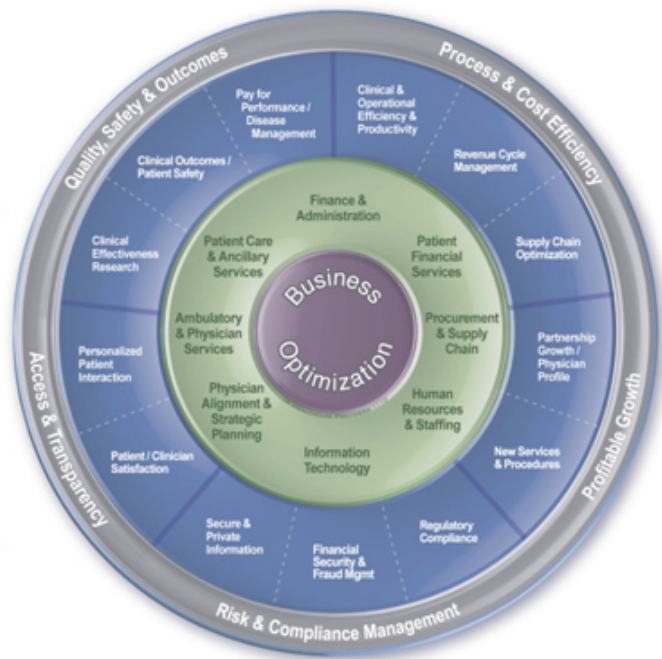 Quality, Safety & Outcomes
Process & Cost Efficiency
Profitable Growth
Risk & Compliance Management
Access & Transparency
Pay for
Performance /
Disease
Management
Clinical &
Operational
Efficiency &
Productivity
Revenue Cycle
Management
Supply Chain
Optimization
Partnership
Growth /
Physician
Profile
New Services
& Procedures
Regulatory
Compliance
Financial
Security &
Fraud Mgmt
Secure &
Private
Information
Patient / Clinician
Satisfaction
Personalized
Patient
Interaction
Clinical
Effectiveness
Research
Clinical Outcomes /
Patient Safety
Finance &
Administration
Patient
Financial
Services
Procurement
& Supply
Chain
Human
Resources
& Staffing
Information
Technology
Physician
Alignment &
Strategic
Planning
Ambulatory
& Physician
Services
Patient Care
& Ancillary
Services
Business
Optimization